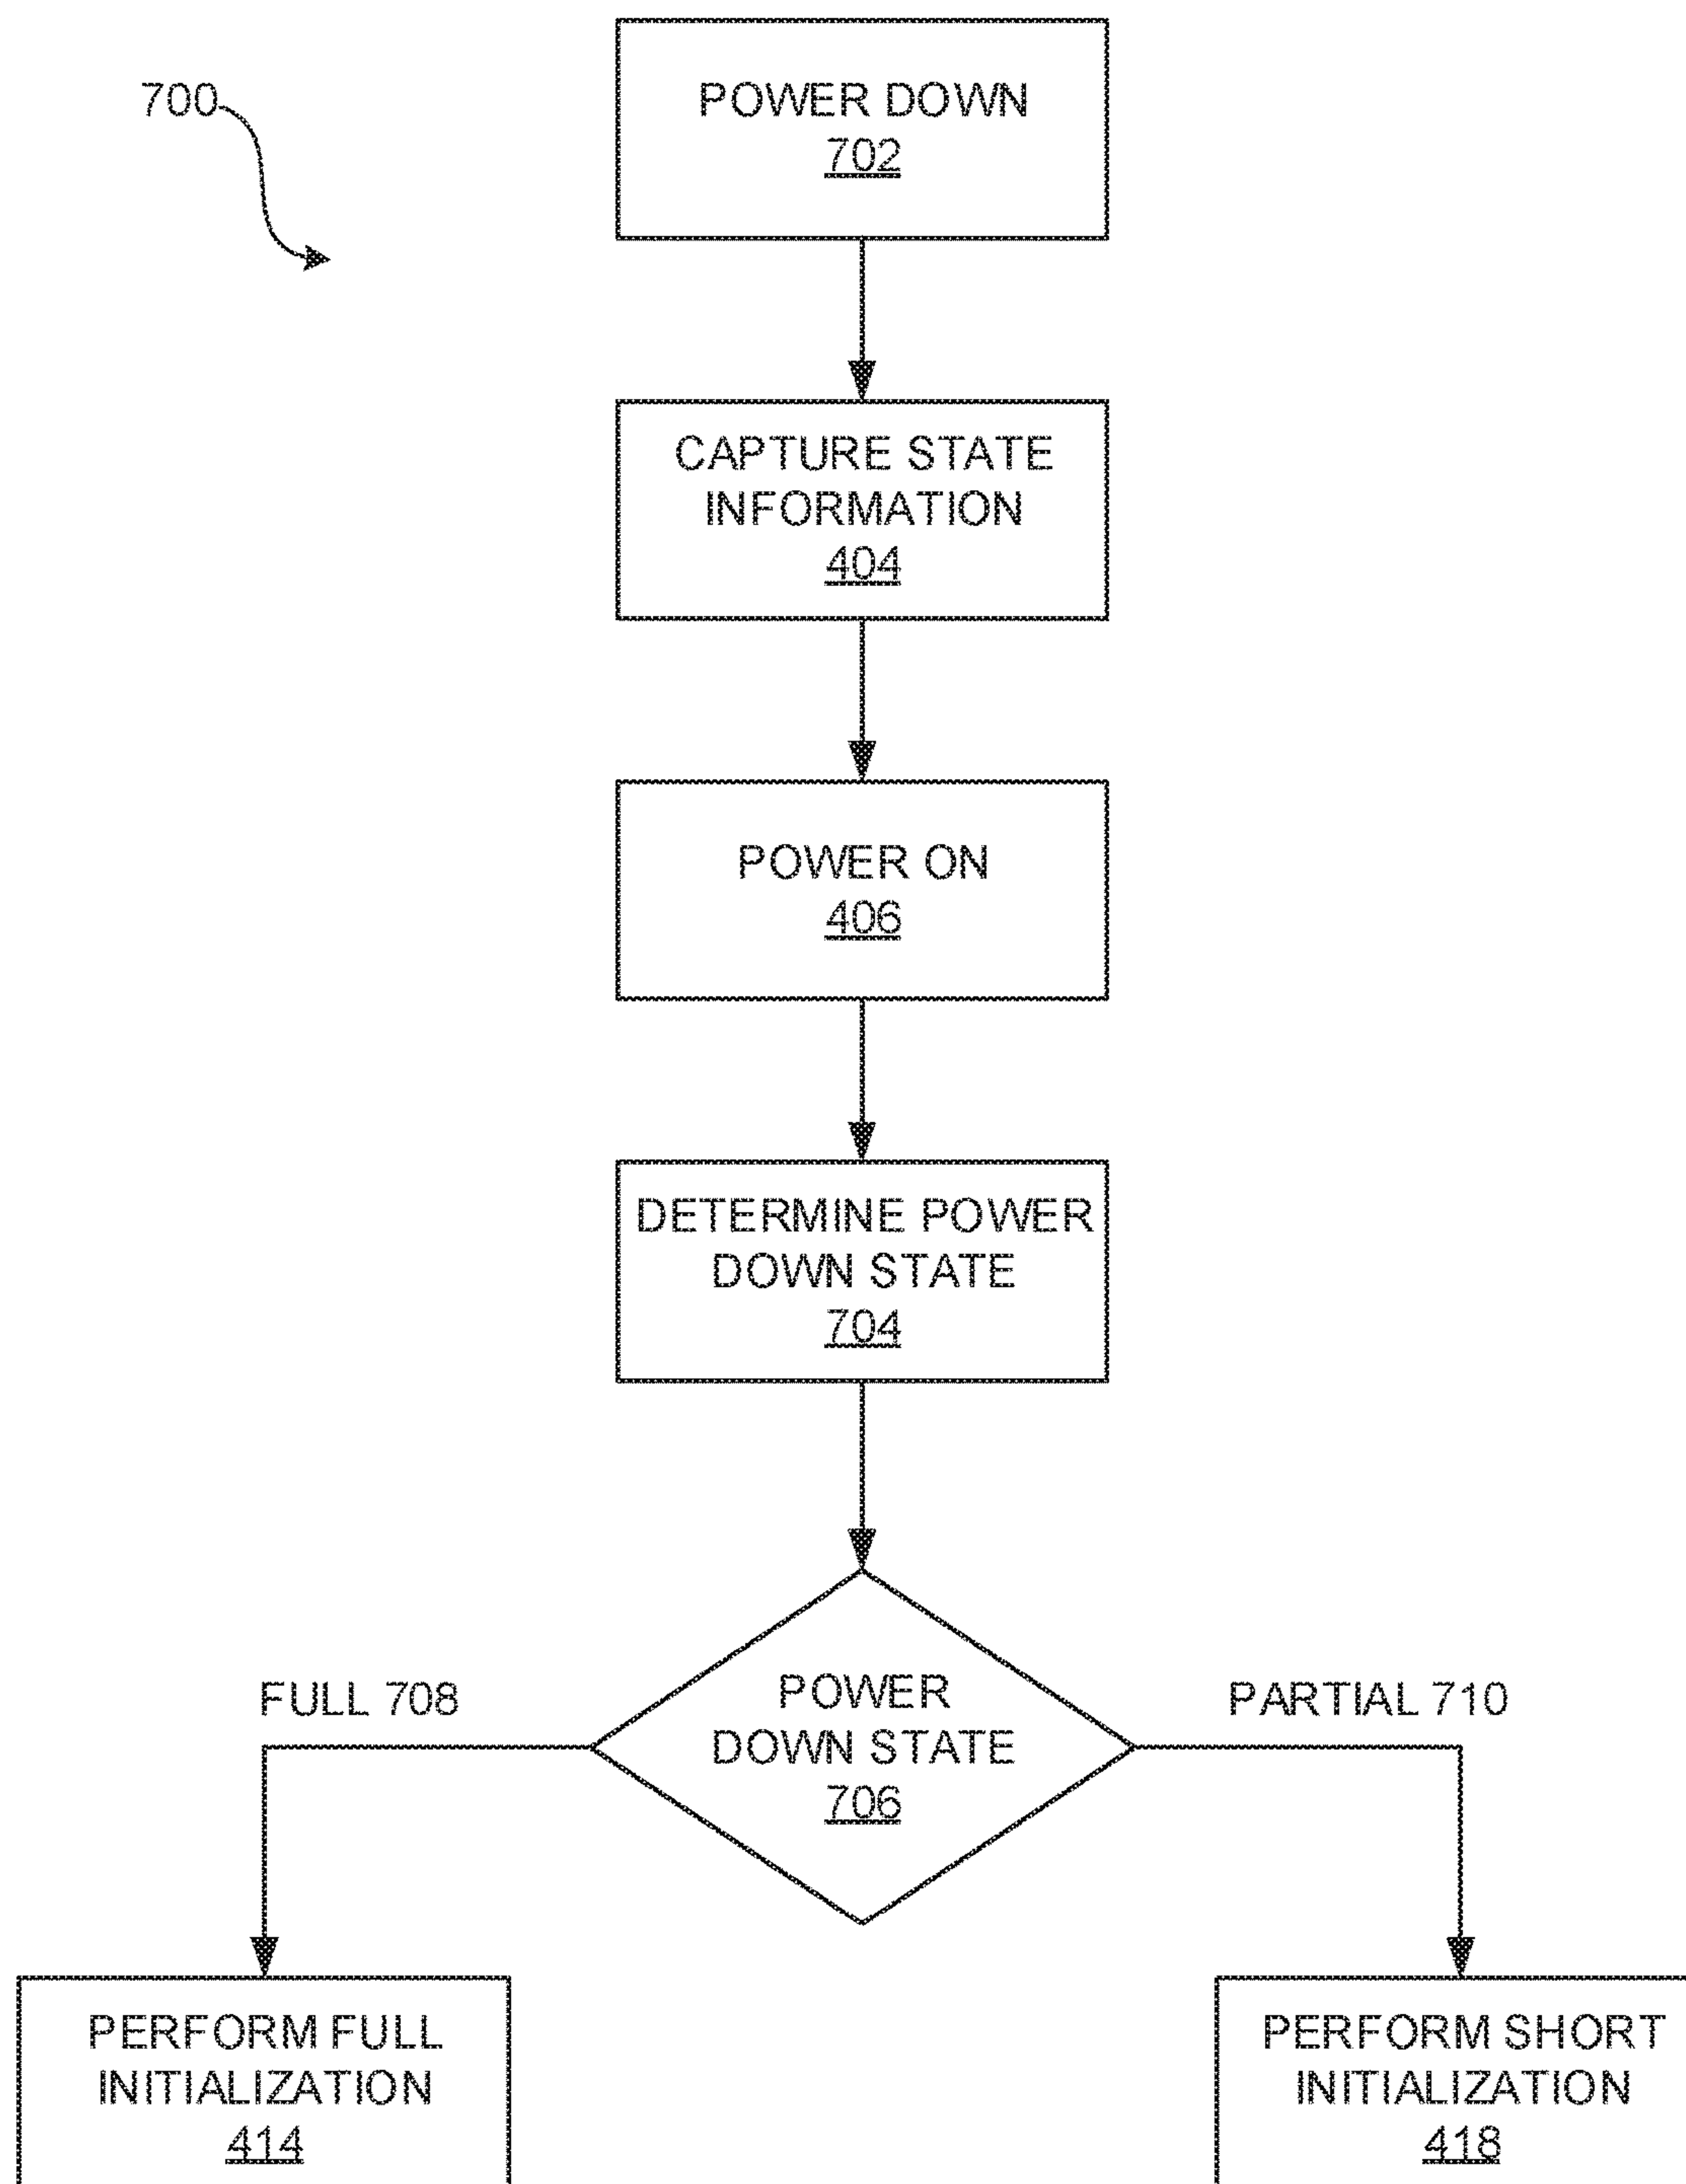 700
POWER DOWN
702
CAPTURE STATE
INFORMATION
404
POWER ON
406
DETERMINE POWER
DOWN STATE
704
FULL 708
POWER
DOWN STATE
706
PARTIAL 710
PERFORM FULL
INITIALIZATION
414
PERFORM SHORT
INITIALIZATION
418